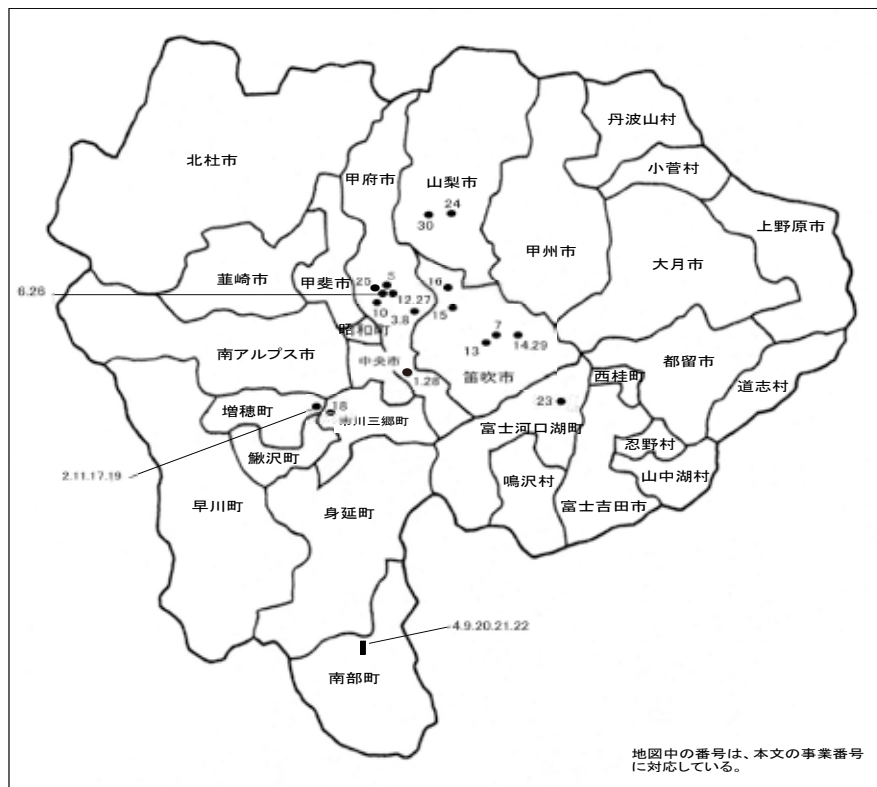 丹波山村
北杜市
小菅村
甲府市
山梨市
24
30
上野原市
甲州市
大月市
韮崎市
甲斐市
25
5
16
6.26
12.27
10
3.8
15
昭和町
7
14.29
13
南アルプス市
中央市
1.28
笛吹市
都留市
西桂町
道志村
23
増穂町
18
市川三郷町
富士河口湖町
忍野村
鰍沢町
2.11.17.19
鳴沢村
山中湖村
早川町
身延町
富士吉田市
4.9.20.21.22
南部町
地図中の番号は、本文の事業番号
に対応している。